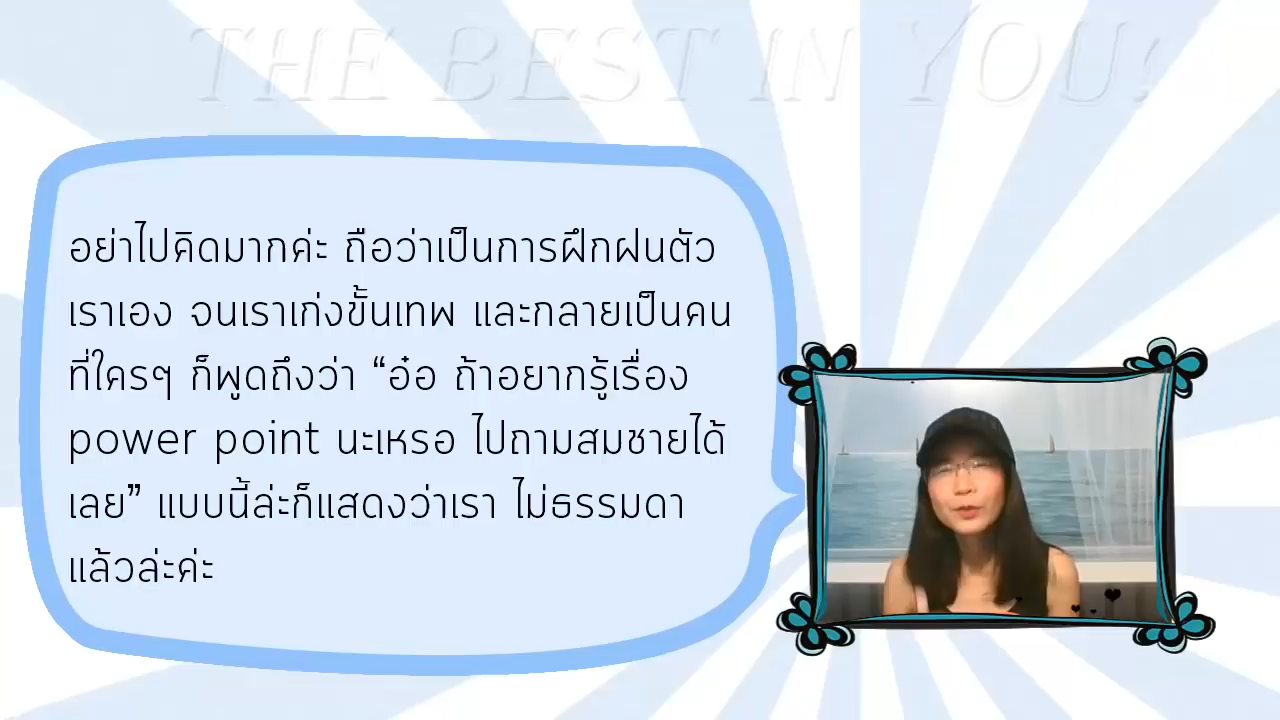 THE BEST IN YOU!
อย่าไปคิดมากค่ะ ถือว่าเป็นการฝึกฝนตัว
เราเอง จนเราเก่งขั้นเทพ และกลายเป็นคน
ที่ใครๆ ก็พูดถึงว่า “อ๋อ ถ้าอยากรู้เรื่อง
power point นะเหรอ ไปถามสมชายได้
เลย” แบบนี้ล่ะก็แสดงว่าเรา ไม่ธรรมดา
แล้วล่ะค่ะ